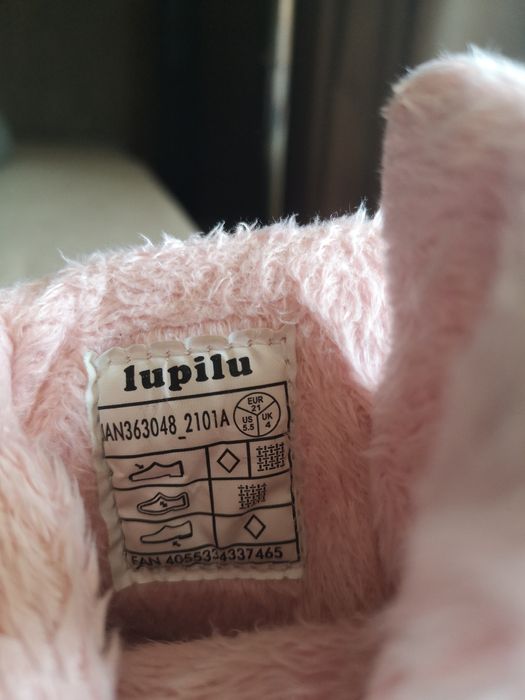 lupilu
IAN363048_2101A
EUR
21
US
5.5
UK
4
EAN 4055334337465